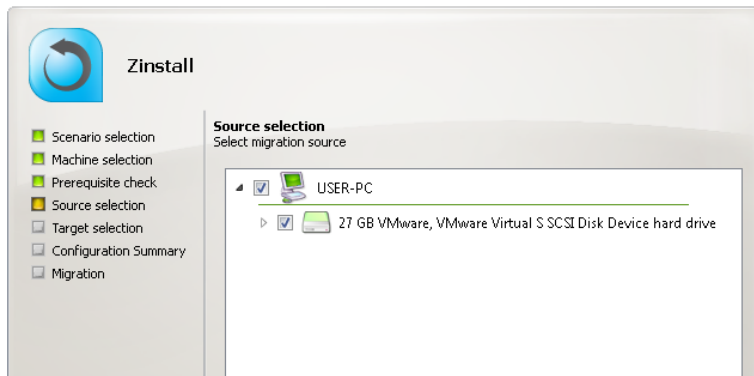 Zinstall
Scenario selection
Machine selection
Prerequisite check
Source selection
Target selection
Configuration Summary
Migration
Source selection
Select migration source
USER-PC
27 GB VMware, VMware Virtual S SCSI Disk Device hard drive